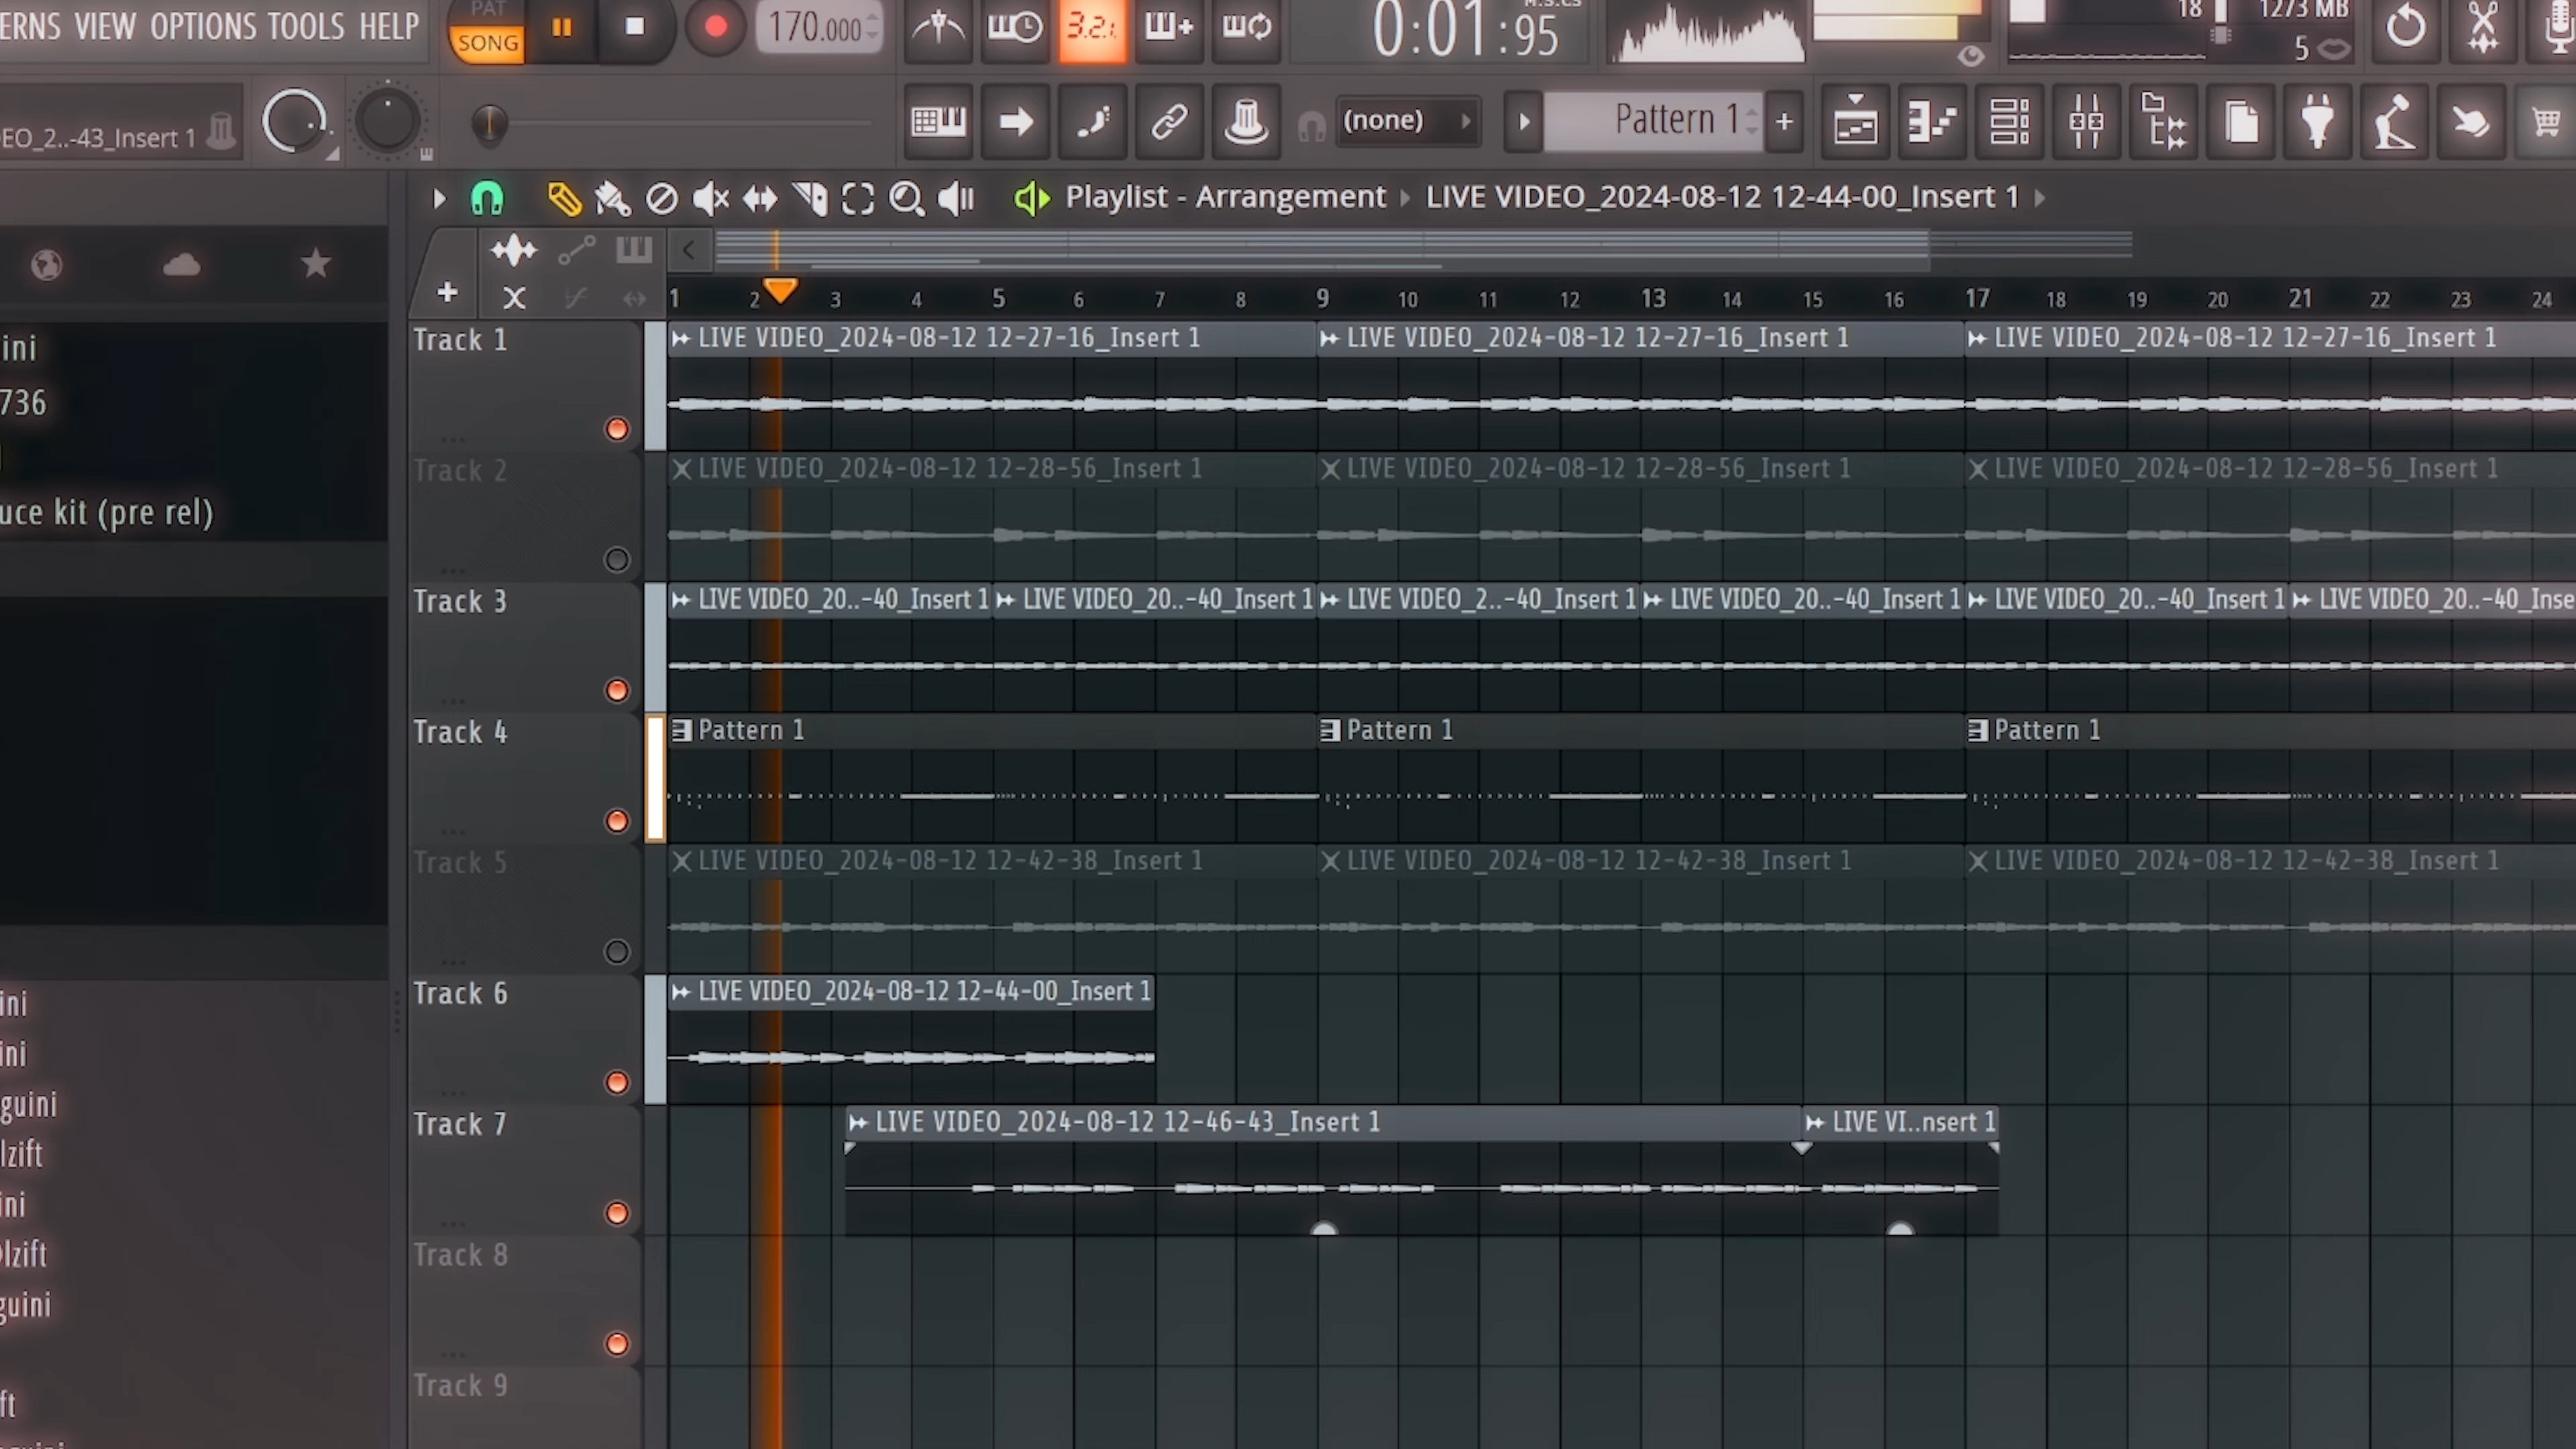 PAT
ERNS VIEW OPTIONS TOOLS HELP
SONG
170.000
3.2.1
M:S:CS
0:01:95
18
1273 MB
5
EO_2..-43_Insert 1
(none)
Pattern 1
+
Playlist - Arrangement
LIVE VIDEO_2024-08-12 12-44-00_Insert 1
1 2 3 4 5 6 7 8 9 10 11 12 13 14 15 16 17 18 19 20 21 22 23 24
Track 1
LIVE VIDEO_2024-08-12 12-27-16_Insert 1
LIVE VIDEO_2024-08-12 12-27-16_Insert 1
LIVE VIDEO_2024-08-12 12-27-16_Insert 1
ini
736
uce kit (pre rel)
Track 2
LIVE VIDEO_2024-08-12 12-28-56_Insert 1
LIVE VIDEO_2024-08-12 12-28-56_Insert 1
LIVE VIDEO_2024-08-12 12-28-56_Insert 1
Track 3
LIVE VIDEO_20..-40_Insert 1
LIVE VIDEO_20..-40_Insert 1
LIVE VIDEO_2..-40_Insert 1
LIVE VIDEO_20..-40_Insert 1
LIVE VIDEO_20..-40_Insert 1
LIVE VIDEO_20..-40_Inse
Track 4
Pattern 1
Pattern 1
Pattern 1
Track 5
LIVE VIDEO_2024-08-12 12-42-38_Insert 1
LIVE VIDEO_2024-08-12 12-42-38_Insert 1
LIVE VIDEO_2024-08-12 12-42-38_Insert 1
Track 6
LIVE VIDEO_2024-08-12 12-44-00_Insert 1
ini
ini
guini
lzift
ini
lzift
guini
ft
Track 7
LIVE VIDEO_2024-08-12 12-46-43_Insert 1
LIVE VI..nsert 1
Track 8
Track 9